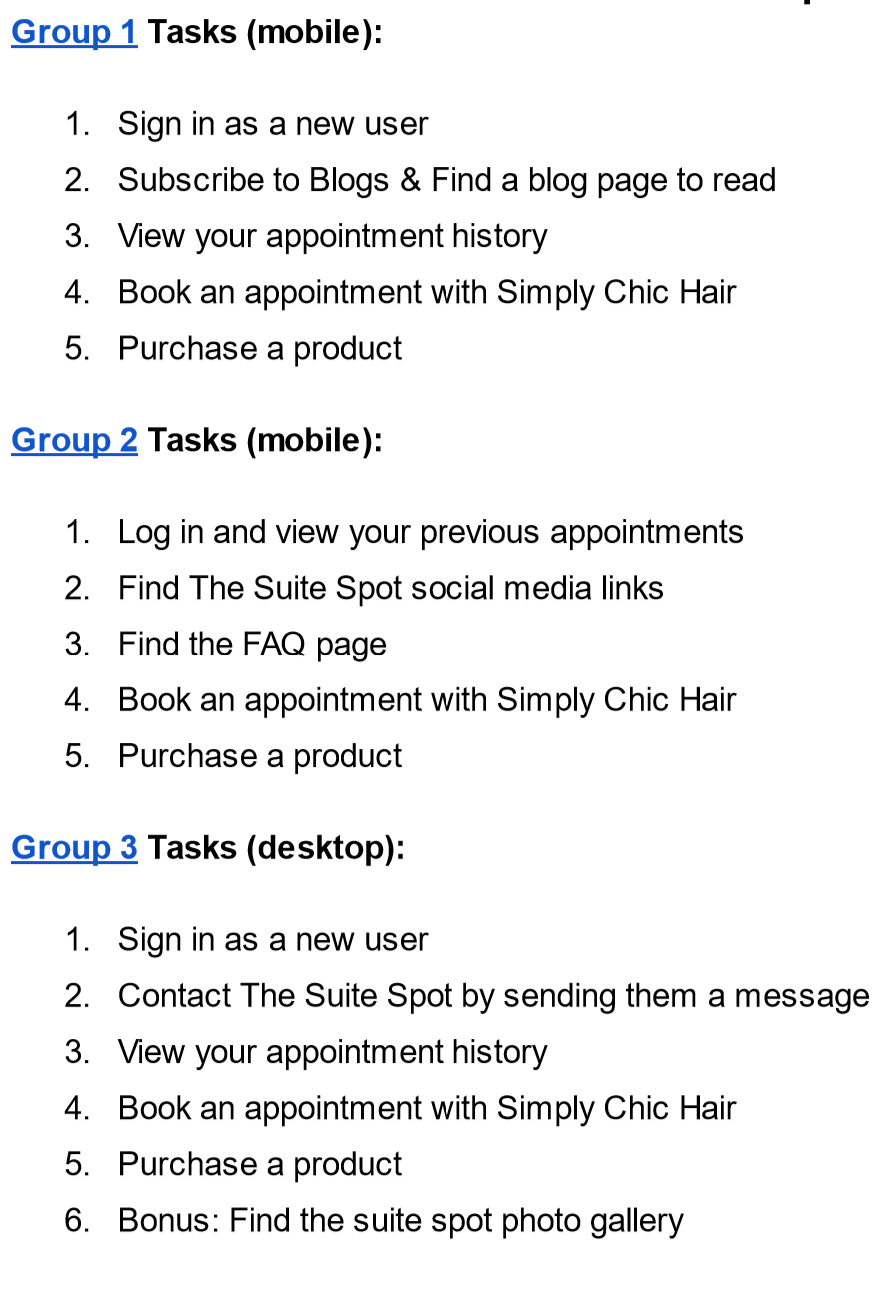 Group 1 Tasks (mobile):
1. Sign in as a new user
2. Subscribe to Blogs & Find a blog page to read
3. View your appointment history
4. Book an appointment with Simply Chic Hair
5. Purchase a product
Group 2 Tasks (mobile):
1. Log in and view your previous appointments
2. Find The Suite Spot social media links
3. Find the FAQ page
4. Book an appointment with Simply Chic Hair
5. Purchase a product
Group 3 Tasks (desktop):
1. Sign in as a new user
2. Contact The Suite Spot by sending them a message
3. View your appointment history
4. Book an appointment with Simply Chic Hair
5. Purchase a product
6. Bonus: Find the suite spot photo gallery